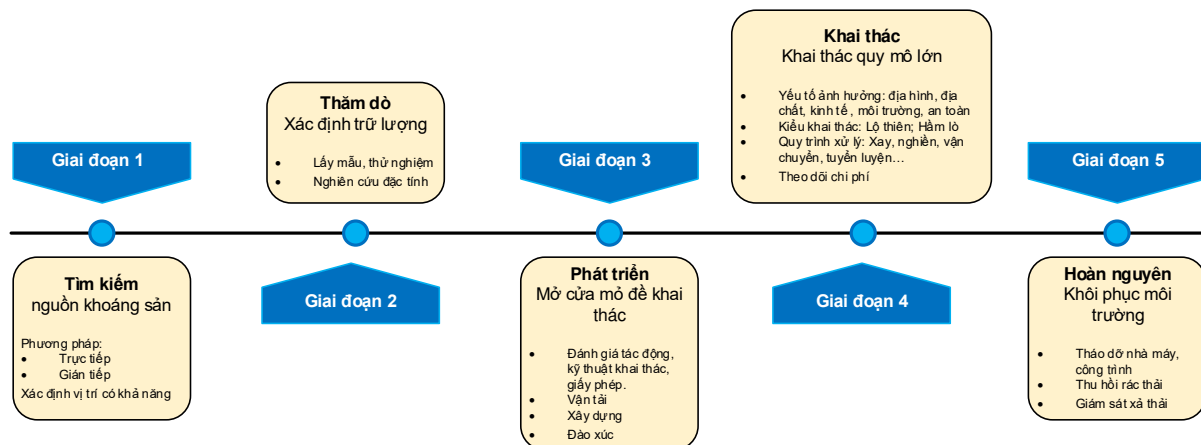 Giai đoạn 1
Tìm kiếm
nguồn khoáng sản
Phương pháp:
• Trực tiếp
• Gián tiếp
Xác định vị trí có khả năng
Thăm dò
Xác định trữ lượng
• Lấy mẫu, thử nghiệm
• Nghiên cứu đặc tính
Giai đoạn 2
Giai đoạn 3
Phát triển
Mở cửa mỏ đề khai
thác
• Đánh giá tác động,
kỹ thuật khai thác,
giấy phép.
• Vận tải
• Xây dựng
• Đào xúc
Khai thác
Khai thác quy mô lớn
• Yếu tố ảnh hưởng: địa hình, địa
chất, kinh tế , môi trường, an toàn
• Kiểu khai thác: Lộ thiên; Hầm lò
• Quy trình xử lý: Xay, nghiền, vận
chuyển, tuyển luyện…
• Theo dõi chi phí
Giai đoạn 4
Giai đoạn 5
Hoàn nguyên
Khôi phục môi
trường
• Tháo dỡ nhà máy,
công trình
• Thu hồi rác thải
• Giám sát xả thải